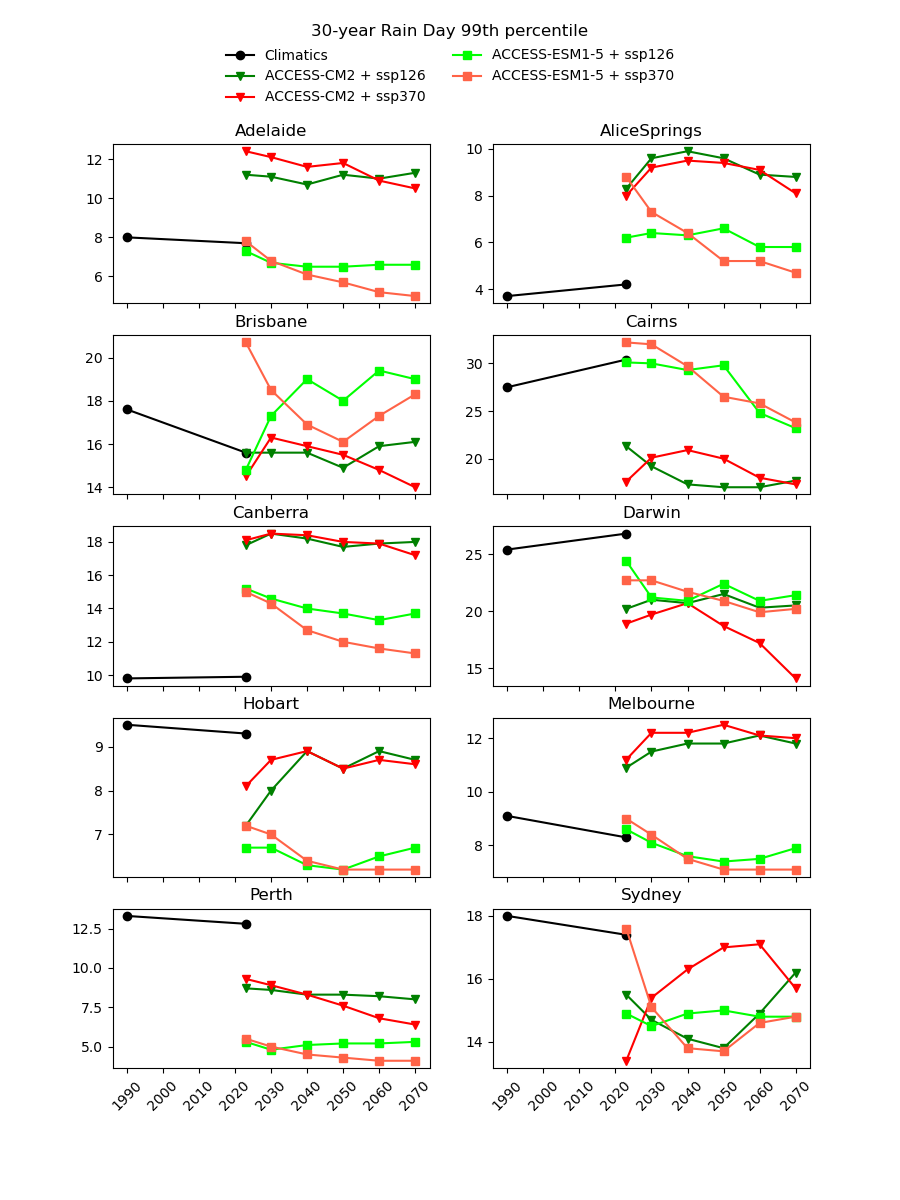 30-year Rain Day 99th percentile
Climatics
ACCESS-CM2 + ssp126
ACCESS-CM2 + ssp370
ACCESS-ESM1-5 + ssp126
ACCESS-ESM1-5 + ssp370
Adelaide
12
10
8
6
AliceSprings
10
8
6
4
Brisbane
20
18
16
14
Cairns
30
25
20
Canberra
18
16
14
12
10
Darwin
25
20
15
Hobart
9
8
7
Melbourne
12
10
8
Perth
12.5
10.0
7.5
5.0
1990 2000 2010 2020 2030 2040 2050 2060 2070
Sydney
18
16
14
1990 2000 2010 2020 2030 2040 2050 2060 2070